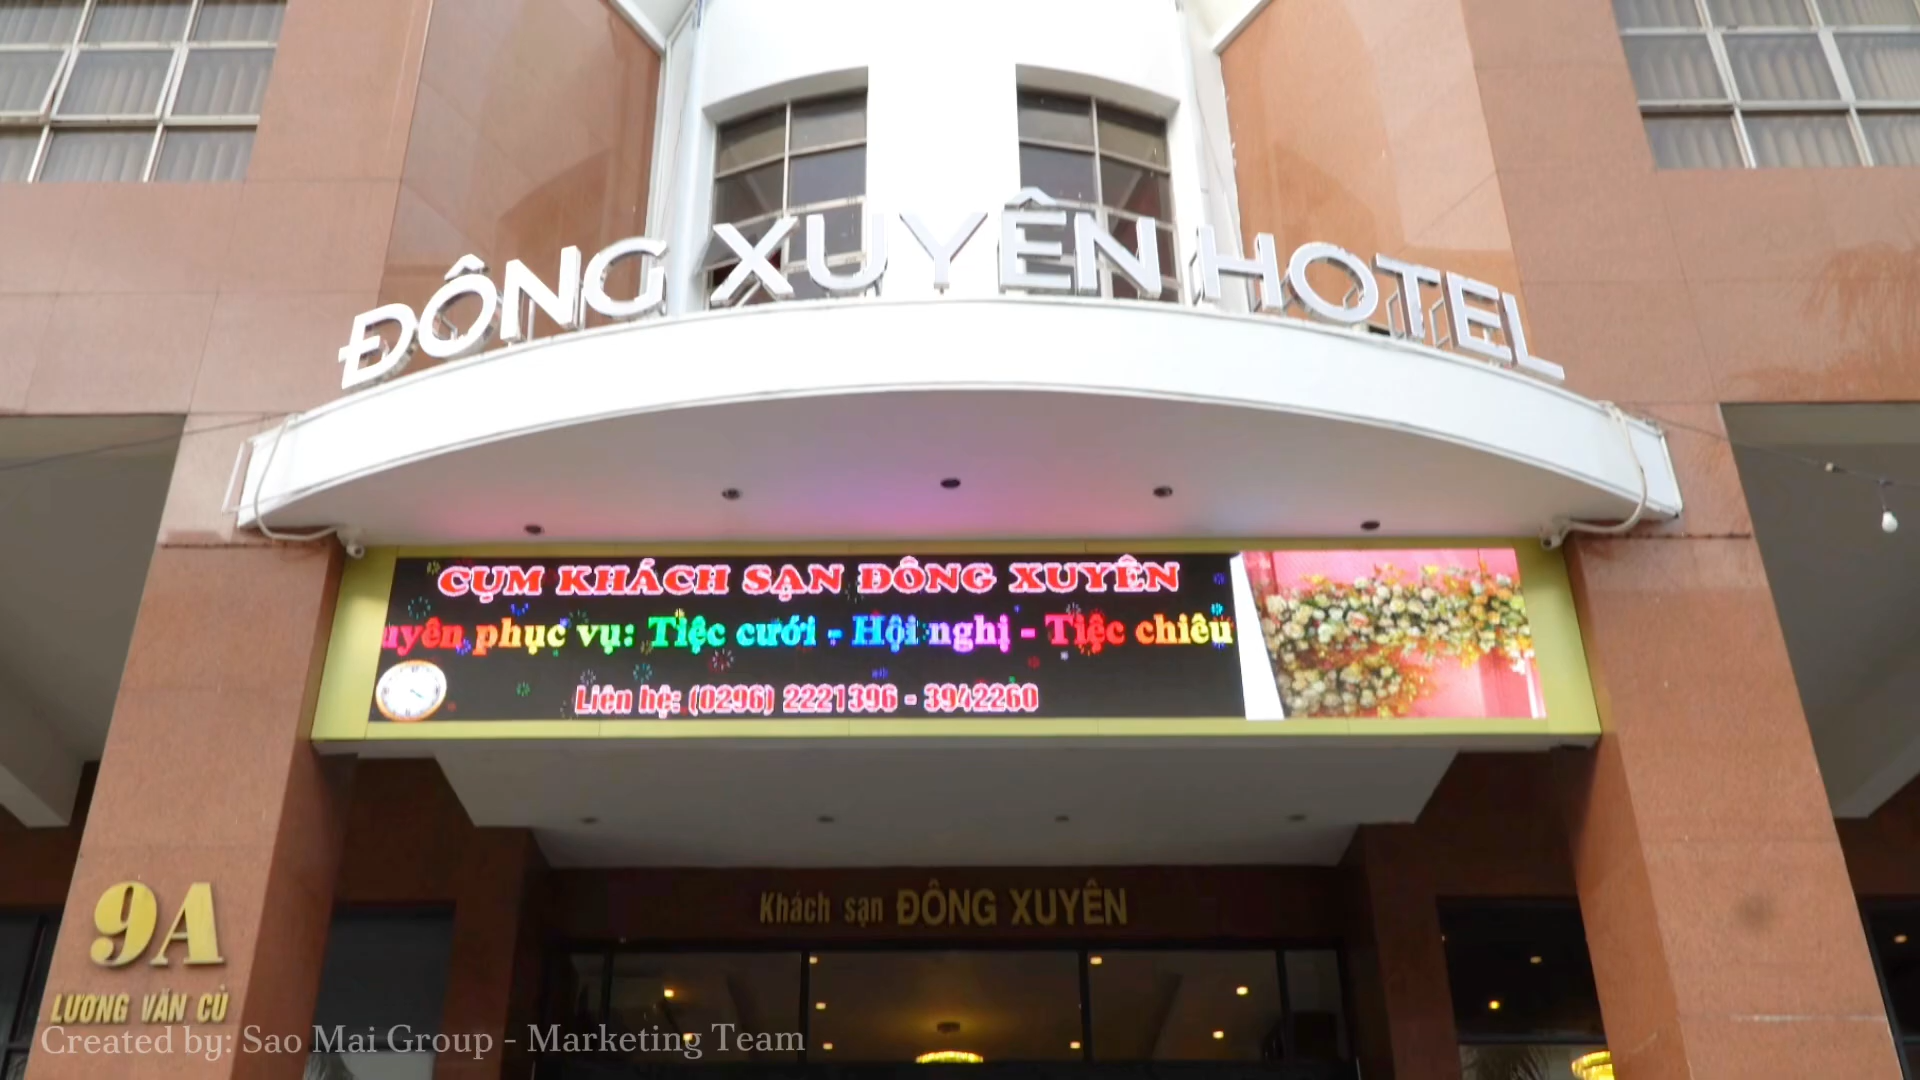 ĐÔNG XUYÊN HOTEL
CỤM KHÁCH SẠN ĐÔNG XUYÊN
uyên phục vụ: Tiệc cưới - Hội nghị - Tiệc chiêu
Liên hệ: (0296) 2221396 - 3942260
Khách sạn ĐÔNG XUYÊN
9A
LƯƠNG VĂN CÙ
Created by: Sao Mai Group - Marketing Team